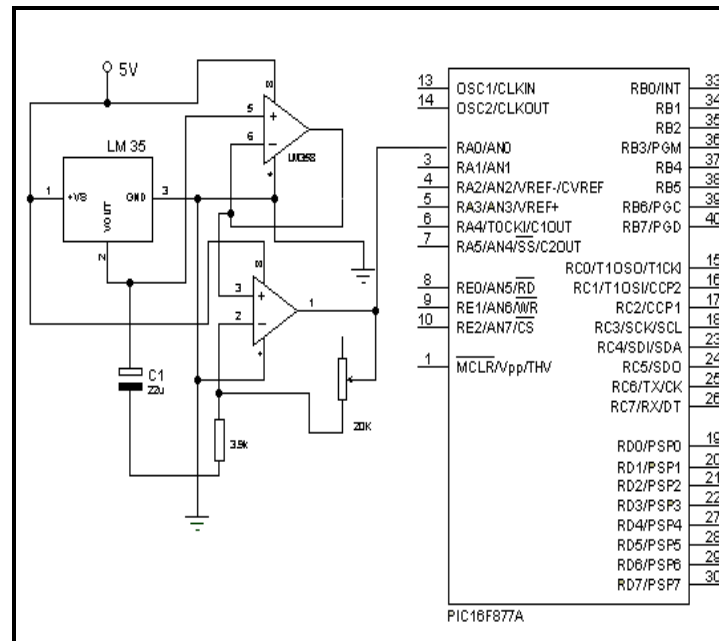 5V
LM 35
1
+VS
GND
3
VOUT
2
8
5
+
6
−
4
LM358
8
3
+
2
−
1
4
C1
22u
3.9k
20K
13
OSC1/CLKIN
14
OSC2/CLKOUT
RA0/AN0
3
RA1/AN1
4
RA2/AN2/VREF-/CVREF
5
RA3/AN3/VREF+
6
RA4/T0CKI/C1OUT
7
RA5/AN4/SS/C2OUT
8
RE0/AN5/RD
9
RE1/AN6/WR
10
RE2/AN7/CS
1
MCLR/Vpp/THV
RB0/INT
33
RB1
34
RB2
35
RB3/PGM
36
RB4
37
RB5
38
RB6/PGC
39
RB7/PGD
40
RC0/T1OSO/T1CKI
15
RC1/T1OSI/CCP2
16
RC2/CCP1
17
RC3/SCK/SCL
18
RC4/SDI/SDA
23
RC5/SDO
24
RC6/TX/CK
25
RC7/RX/DT
26
RD0/PSP0
19
RD1/PSP1
20
RD2/PSP2
21
RD3/PSP3
22
RD4/PSP4
27
RD5/PSP5
28
RD6/PSP6
29
RD7/PSP7
30
PIC16F877A